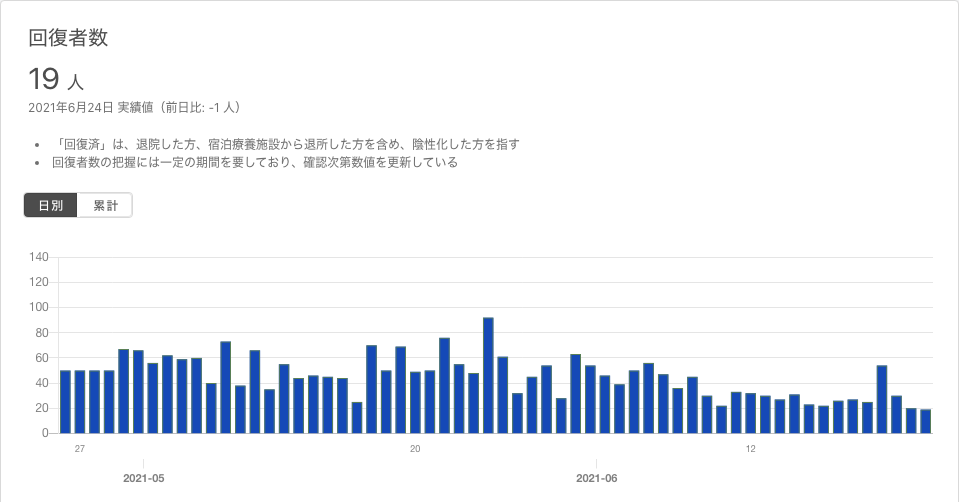 回復者数
19 人
2021年6月24日 実績値（前日比: -1 人）
「回復済」は、退院した方、宿泊療養施設から退所した方を含め、陰性化した方を指す
回復者数の把握には一定の期間を要しており、確認次第数値を更新している
日別 累計
140
120
100
80
60
40
20
0
27 20 12
2021-05 2021-06